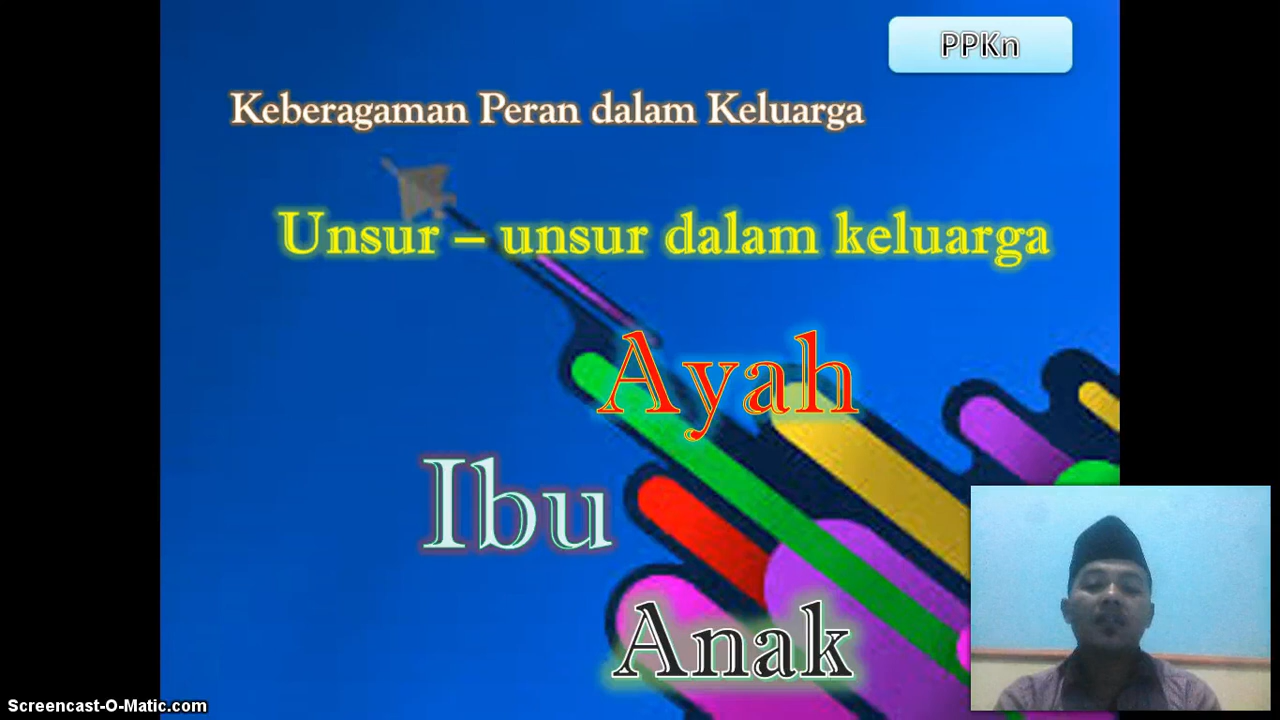 PPKn
Keberagaman Peran dalam Keluarga
Unsur – unsur dalam keluarga
Ayah
Ibu
Anak
Screencast-O-Matic.com